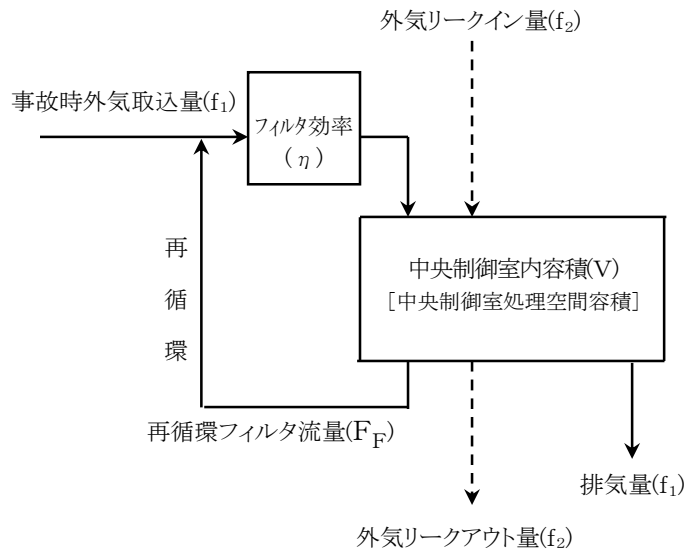 外気リークイン量(f₂)
事故時外気取込量(f₁)
フィルタ効率
(η)
再
循
環
中央制御室内容積(V)
[中央制御室処理空間容積]
再循環フィルタ流量(F_F)
排気量(f₁)
外気リークアウト量(f₂)